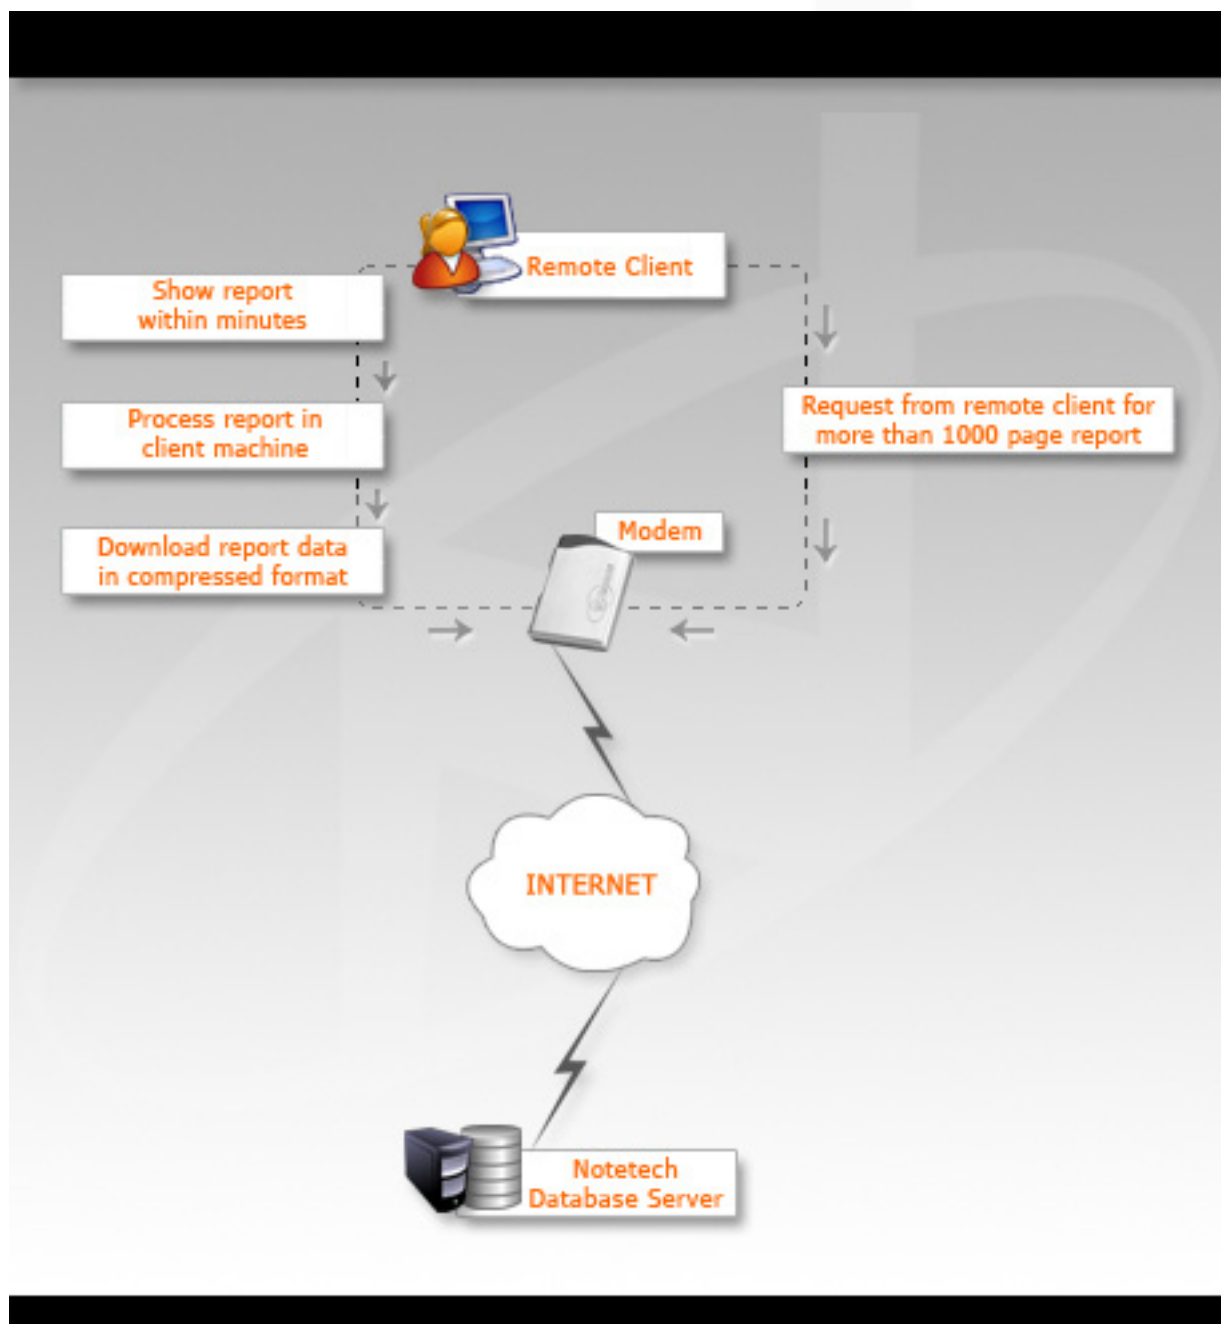 Remote Client
Show report
within minutes
Process report in
client machine
Download report data
in compressed format
Request from remote client for
more than 1000 page report
Modem
INTERNET
Notetech
Database Server